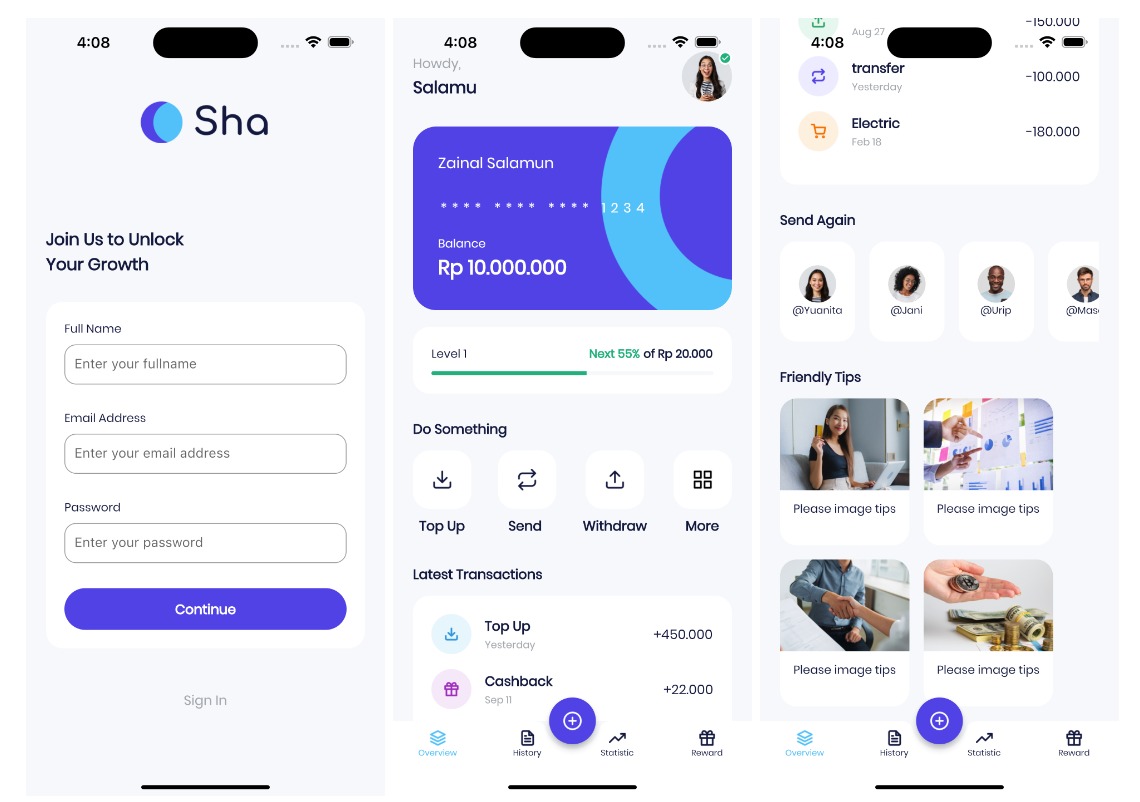 4:08
Sha
Join Us to Unlock
Your Growth
Full Name
Enter your fullname
Email Address
Enter your email address
Password
Enter your password
Continue
Sign In
4:08
Howdy,
Salamu
Zainal Salamun
**** **** **** 1234
Balance
Rp 10.000.000
Level 1 Next 55% of Rp 20.000
Do Something
Top Up Send Withdraw More
Latest Transactions
Top Up +450.000
Yesterday
Cashback +22.000
Sep 11
Overview History Statistic Reward
-150.000
Aug 27
4:08
transfer -100.000
Yesterday
Electric -180.000
Feb 18
Send Again
@Yuanita @Jani @Urip @Mas
Friendly Tips
Please image tips Please image tips
Please image tips Please image tips
Overview History Statistic Reward